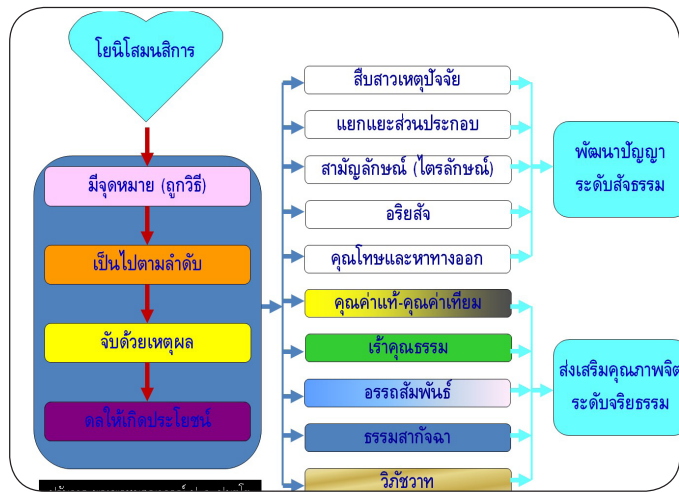 โยนิโสมนสิการ
มีจุดหมาย (ถูกวิธี)
เป็นไปตามลำดับ
จับด้วยเหตุผล
ดลให้เกิดประโยชน์
สืบสาวเหตุปัจจัย
แยกแยะส่วนประกอบ
สามัญลักษณ์ (ไตรลักษณ์)
อริยสัจ
คุณโทษและหาทางออก
คุณค่าแท้-คุณค่าเทียม
เร้าคุณธรรม
อรรถสัมพันธ์
ธรรมสากัจฉา
วิภัชวาท
พัฒนาปัญญา
ระดับสัจธรรม
ส่งเสริมคุณภาพจิต
ระดับจริยธรรม